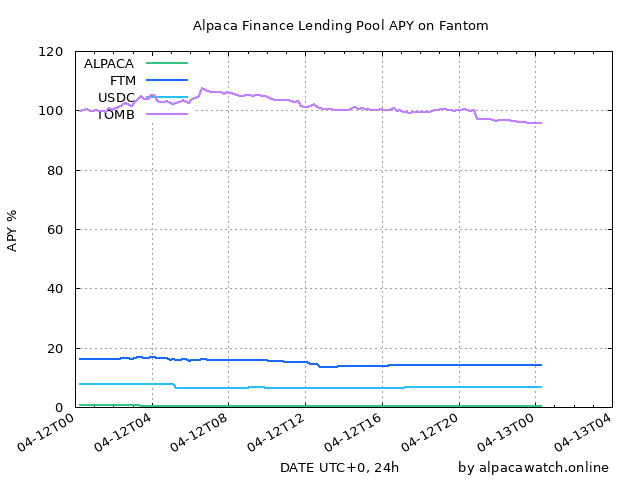 Alpaca Finance Lending Pool APY on Fantom
120
100
80
60
40
20
0
APY %
ALPACA
FTM
USDC
TOMB
04-12T00
04-12T04
04-12T08
04-12T12
04-12T16
04-12T20
04-13T00
04-13T04
DATE UTC+0, 24h
by alpacawatch.online